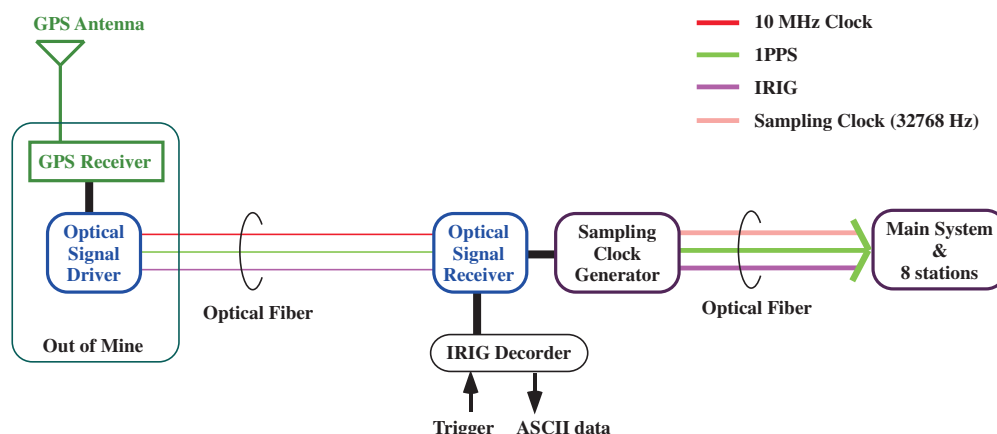 GPS Antenna
10 MHz Clock
1PPS
IRIG
Sampling Clock (32768 Hz)
GPS Receiver
Optical
Signal
Driver
Optical Fiber
Out of Mine
Optical
Signal
Receiver
Sampling
Clock
Generator
Optical Fiber
Main System
&
8 stations
IRIG Decorder
Trigger
ASCII data